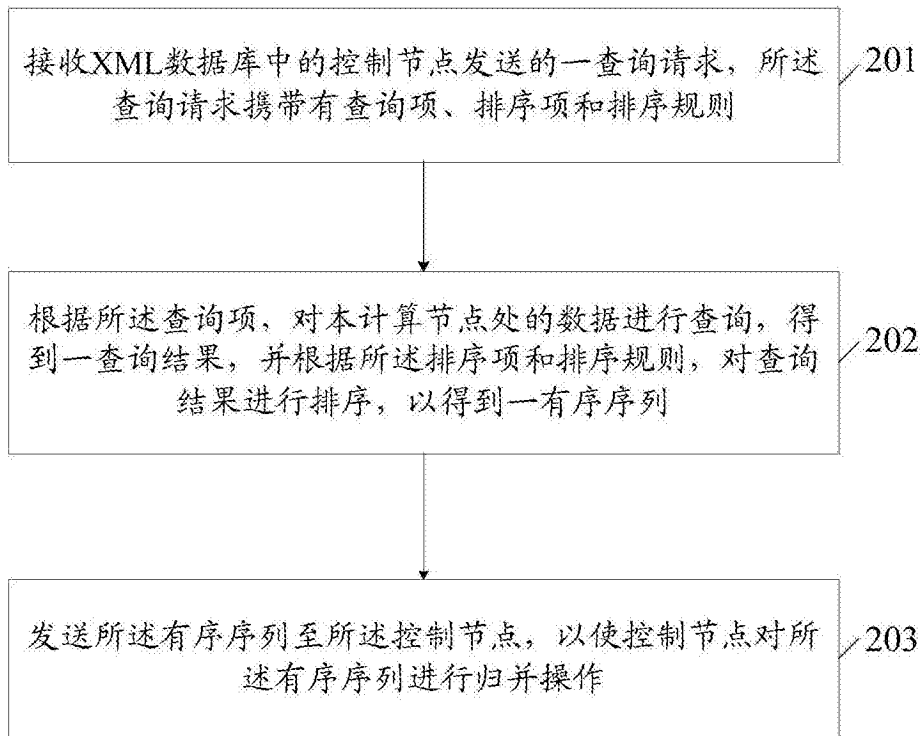 接收XML数据库中的控制节点发送的一查询请求，所述
查询请求携带有查询项、排序项和排序规则
201
根据所述查询项，对本计算节点处的数据进行查询，得
到一查询结果，并根据所述排序项和排序规则，对查询
结果进行排序，以得到一有序序列
202
发送所述有序序列至所述控制节点，以使控制节点对所
述有序序列进行归并操作
203